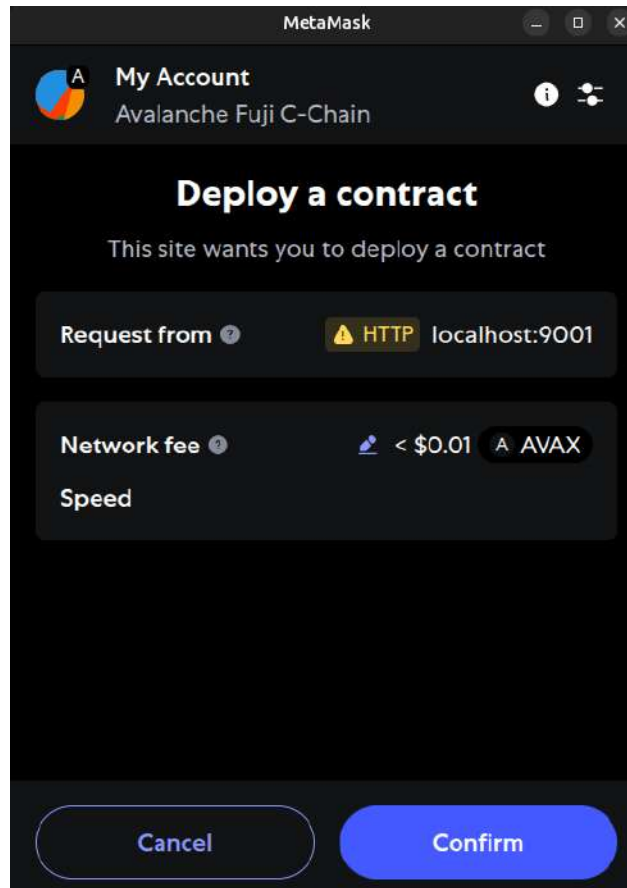 MetaMask
A
My Account
Avalanche Fuji C-Chain
Deploy a contract
This site wants you to deploy a contract
Request from ? HTTP localhost:9001
Network fee ? < $0.01 A AVAX
Speed
Cancel Confirm